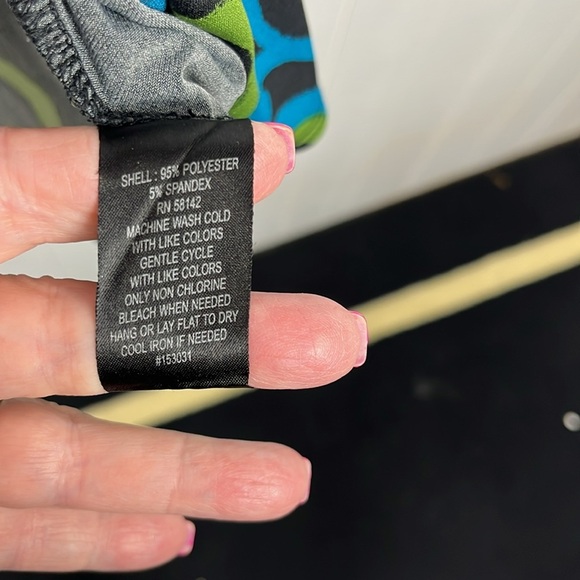 SHELL : 95% POLYESTER
5% SPANDEX
RN 58142
MACHINE WASH COLD
WITH LIKE COLORS
GENTLE CYCLE
WITH LIKE COLORS
ONLY NON CHLORINE
BLEACH WHEN NEEDED
HANG OR LAY FLAT TO DRY
COOL IRON IF NEEDED
#153031